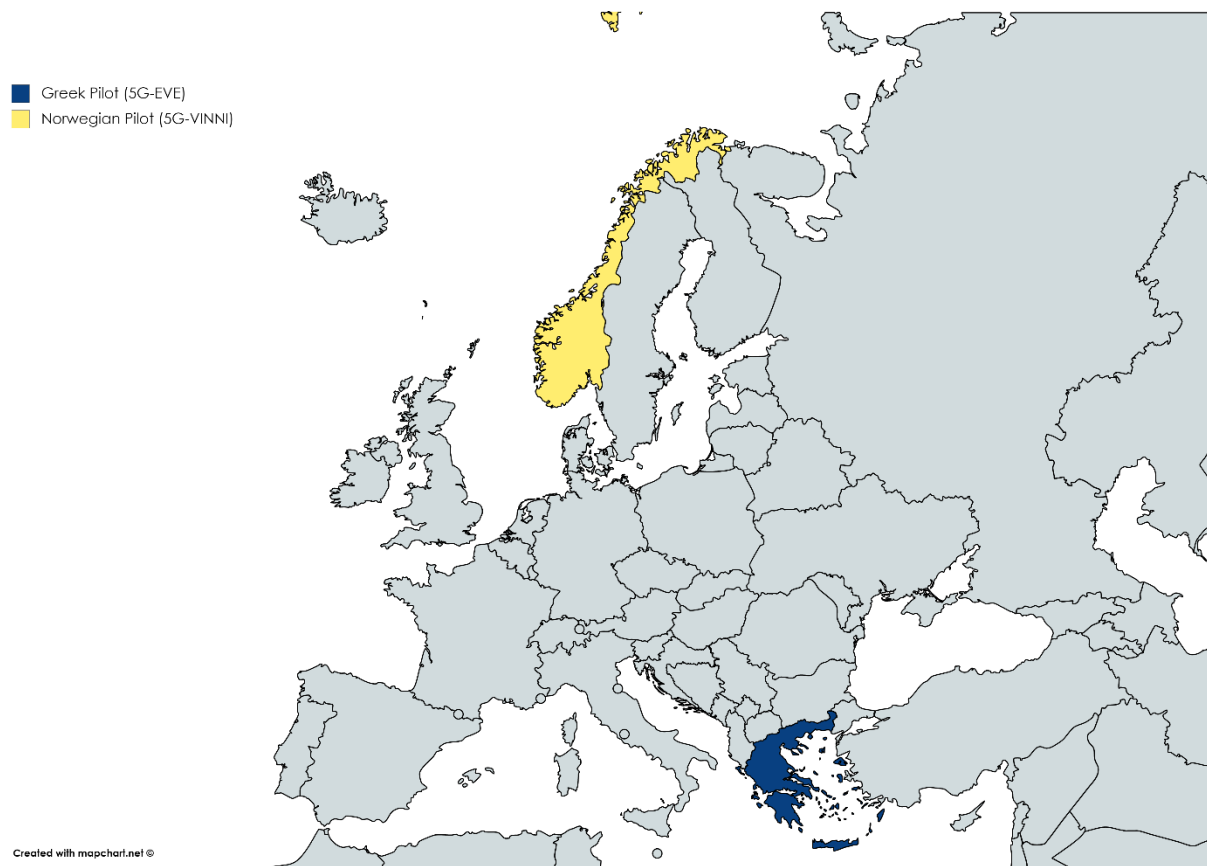 Greek Pilot (5G-EVE)
Norwegian Pilot (5G-VINNI)
Created with mapchart.net ©